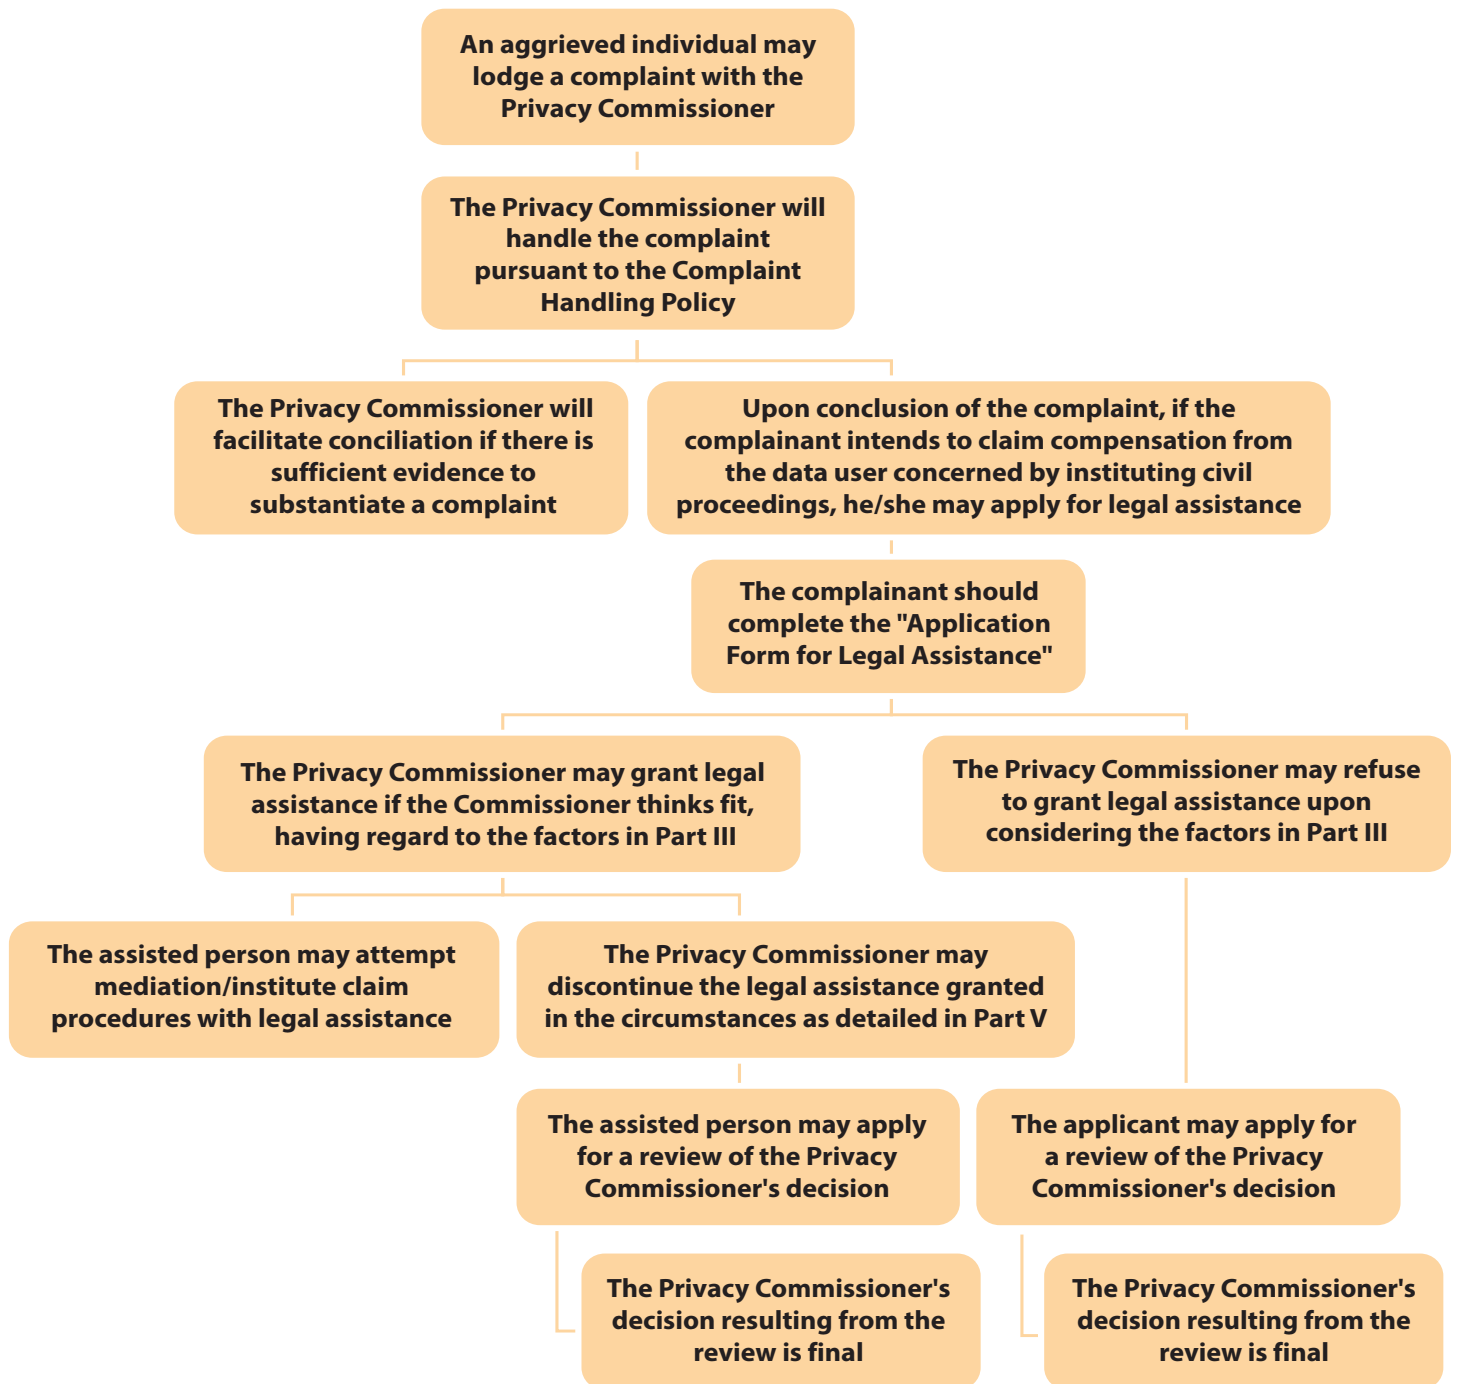 An aggrieved individual may
lodge a complaint with the
Privacy Commissioner
The Privacy Commissioner will
handle the complaint
pursuant to the Complaint
Handling Policy
The Privacy Commissioner will
facilitate conciliation if there is
sufficient evidence to
substantiate a complaint
Upon conclusion of the complaint, if the
complainant intends to claim compensation from
the data user concerned by instituting civil
proceedings, he/she may apply for legal assistance
The complainant should
complete the "Application
Form for Legal Assistance"
The Privacy Commissioner may grant legal
assistance if the Commissioner thinks fit,
having regard to the factors in Part III
The Privacy Commissioner may refuse
to grant legal assistance upon
considering the factors in Part III
The assisted person may attempt
mediation/institute claim
procedures with legal assistance
The Privacy Commissioner may
discontinue the legal assistance granted
in the circumstances as detailed in Part V
The assisted person may apply
for a review of the Privacy
Commissioner's decision
The applicant may apply for
a review of the Privacy
Commissioner's decision
The Privacy Commissioner's
decision resulting from the
review is final
The Privacy Commissioner's
decision resulting from the
review is final